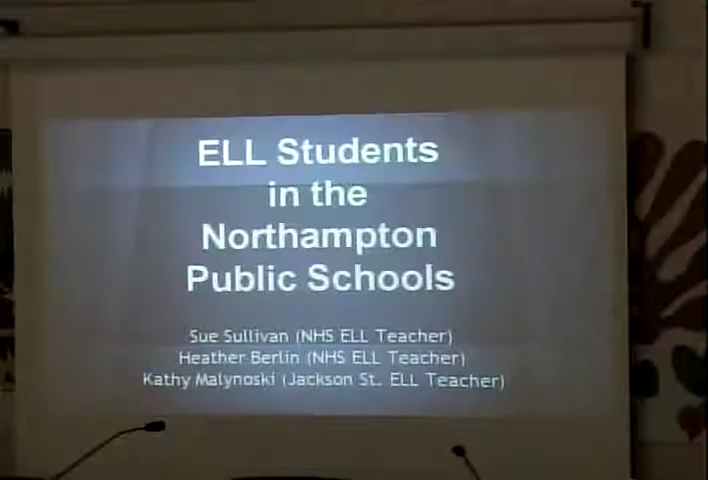 ELL Students
in the
Northampton
Public Schools
Sue Sullivan (NHS ELL Teacher)
Heather Berlin (NHS ELL Teacher)
Kathy Malynoski (Jackson St. ELL Teacher)